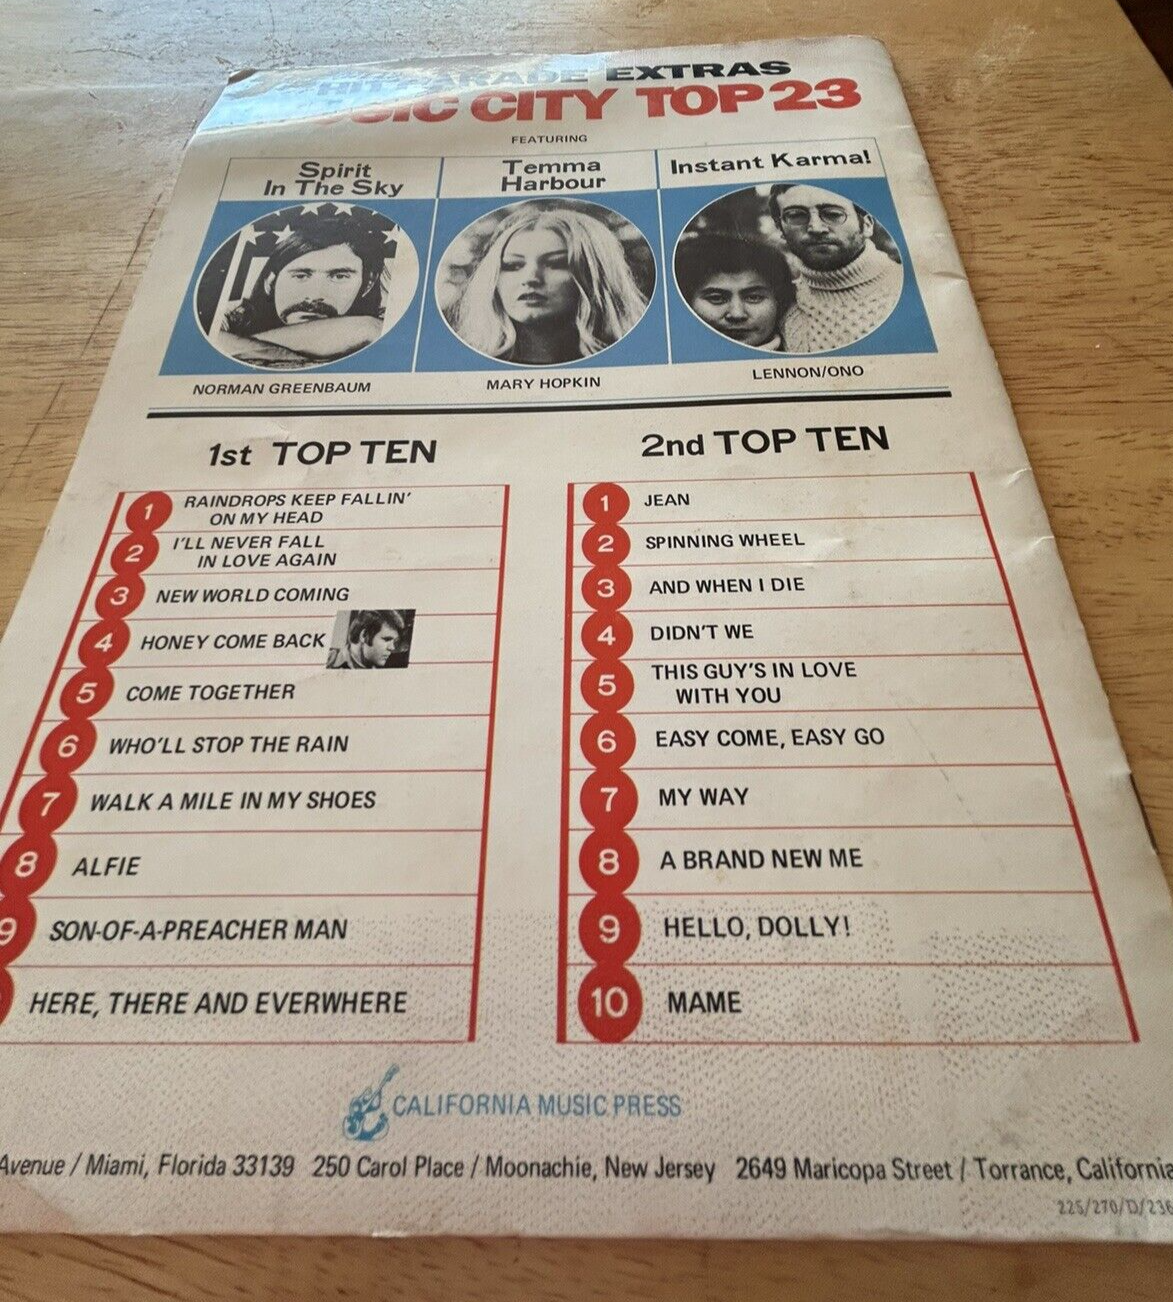 HIT PARADE EXTRAS
MUSIC CITY TOP 23
FEATURING
Spirit
In The Sky
Temma
Harbour
Instant Karma!
NORMAN GREENBAUM
MARY HOPKIN
LENNON/ONO
1st TOP TEN
1 RAINDROPS KEEP FALLIN'
ON MY HEAD
2 I'LL NEVER FALL
IN LOVE AGAIN
3 NEW WORLD COMING
4 HONEY COME BACK
5 COME TOGETHER
6 WHO'LL STOP THE RAIN
7 WALK A MILE IN MY SHOES
8 ALFIE
9 SON-OF-A-PREACHER MAN
HERE, THERE AND EVERWHERE
2nd TOP TEN
1 JEAN
2 SPINNING WHEEL
3 AND WHEN I DIE
4 DIDN'T WE
5 THIS GUY'S IN LOVE
WITH YOU
6 EASY COME, EASY GO
7 MY WAY
8 A BRAND NEW ME
9 HELLO, DOLLY!
10 MAME
CALIFORNIA MUSIC PRESS
Avenue / Miami, Florida 33139 250 Carol Place / Moonachie, New Jersey 2649 Maricopa Street / Torrance, California
225/270/D/236